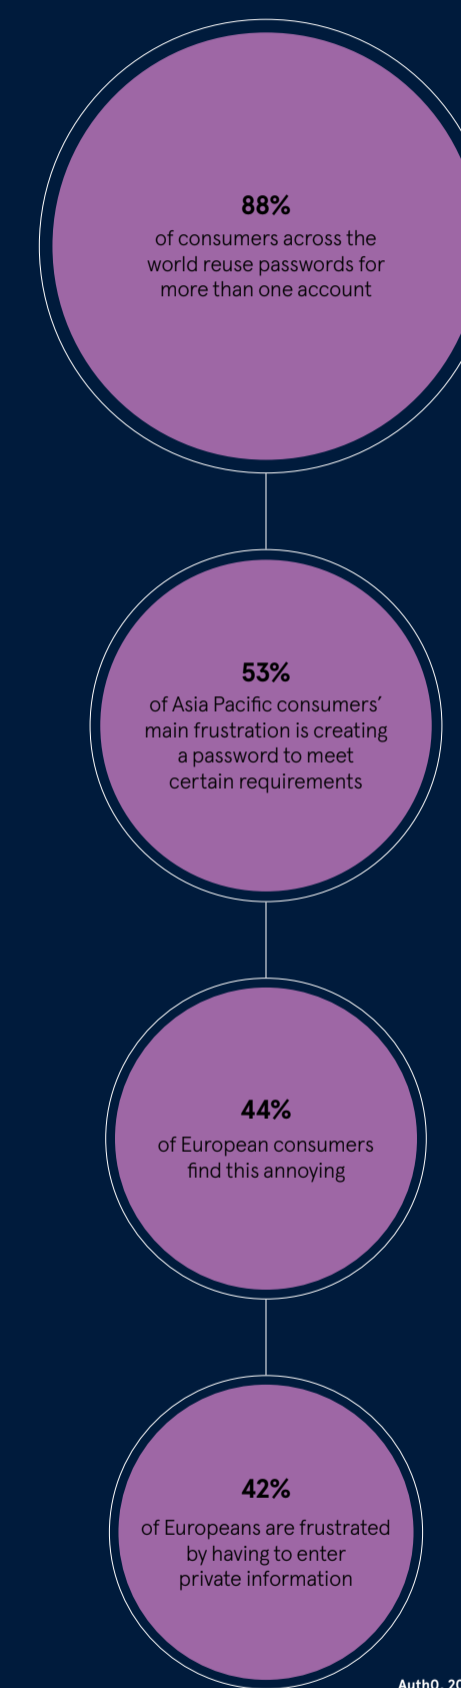 88%
of consumers across the
world reuse passwords for
more than one account
53%
of Asia Pacific consumers’
main frustration is creating
a password to meet
certain requirements
44%
of European consumers
find this annoying
42%
of Europeans are frustrated
by having to enter
private information
Auth0, 20